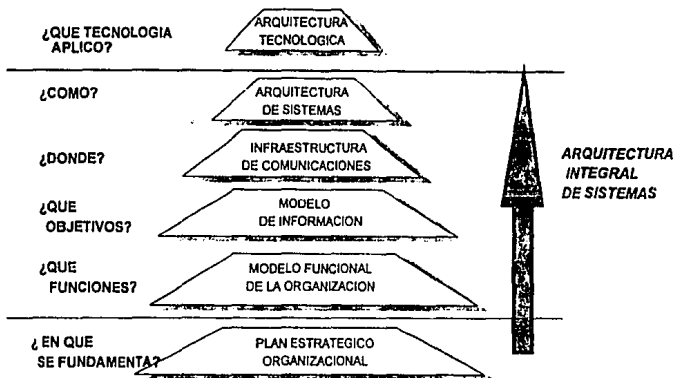 ¿QUE TECNOLOGIA
APLICO?
ARQUITECTURA
TECNOLOGICA
¿COMO?
ARQUITECTURA
DE SISTEMAS
¿DONDE?
INFRAESTRUCTURA
DE COMUNICACIONES
¿QUE
OBJETIVOS?
MODELO
DE INFORMACION
¿QUE
FUNCIONES?
MODELO FUNCIONAL
DE LA ORGANIZACION
¿ EN QUE
SE FUNDAMENTA?
PLAN ESTRATEGICO
ORGANIZACIONAL
ARQUITECTURA
INTEGRAL
DE SISTEMAS